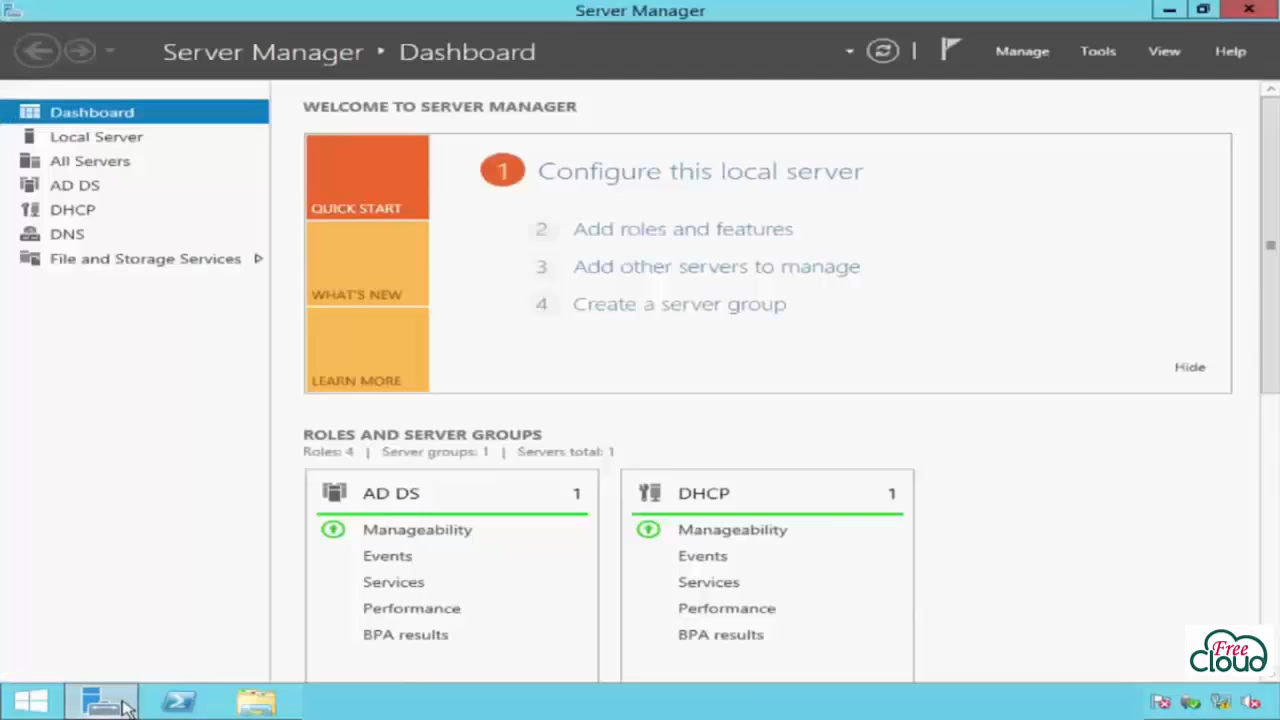 Server Manager
Server Manager • Dashboard
Manage Tools View Help
Dashboard
Local Server
All Servers
AD DS
DHCP
DNS
File and Storage Services
WELCOME TO SERVER MANAGER
QUICK START
WHAT'S NEW
LEARN MORE
1 Configure this local server
2 Add roles and features
3 Add other servers to manage
4 Create a server group
Hide
ROLES AND SERVER GROUPS
Roles: 4 | Server groups: 1 | Servers total: 1
AD DS 1
Manageability
Events
Services
Performance
BPA results
DHCP 1
Manageability
Events
Services
Performance
BPA results
Free
Cloud